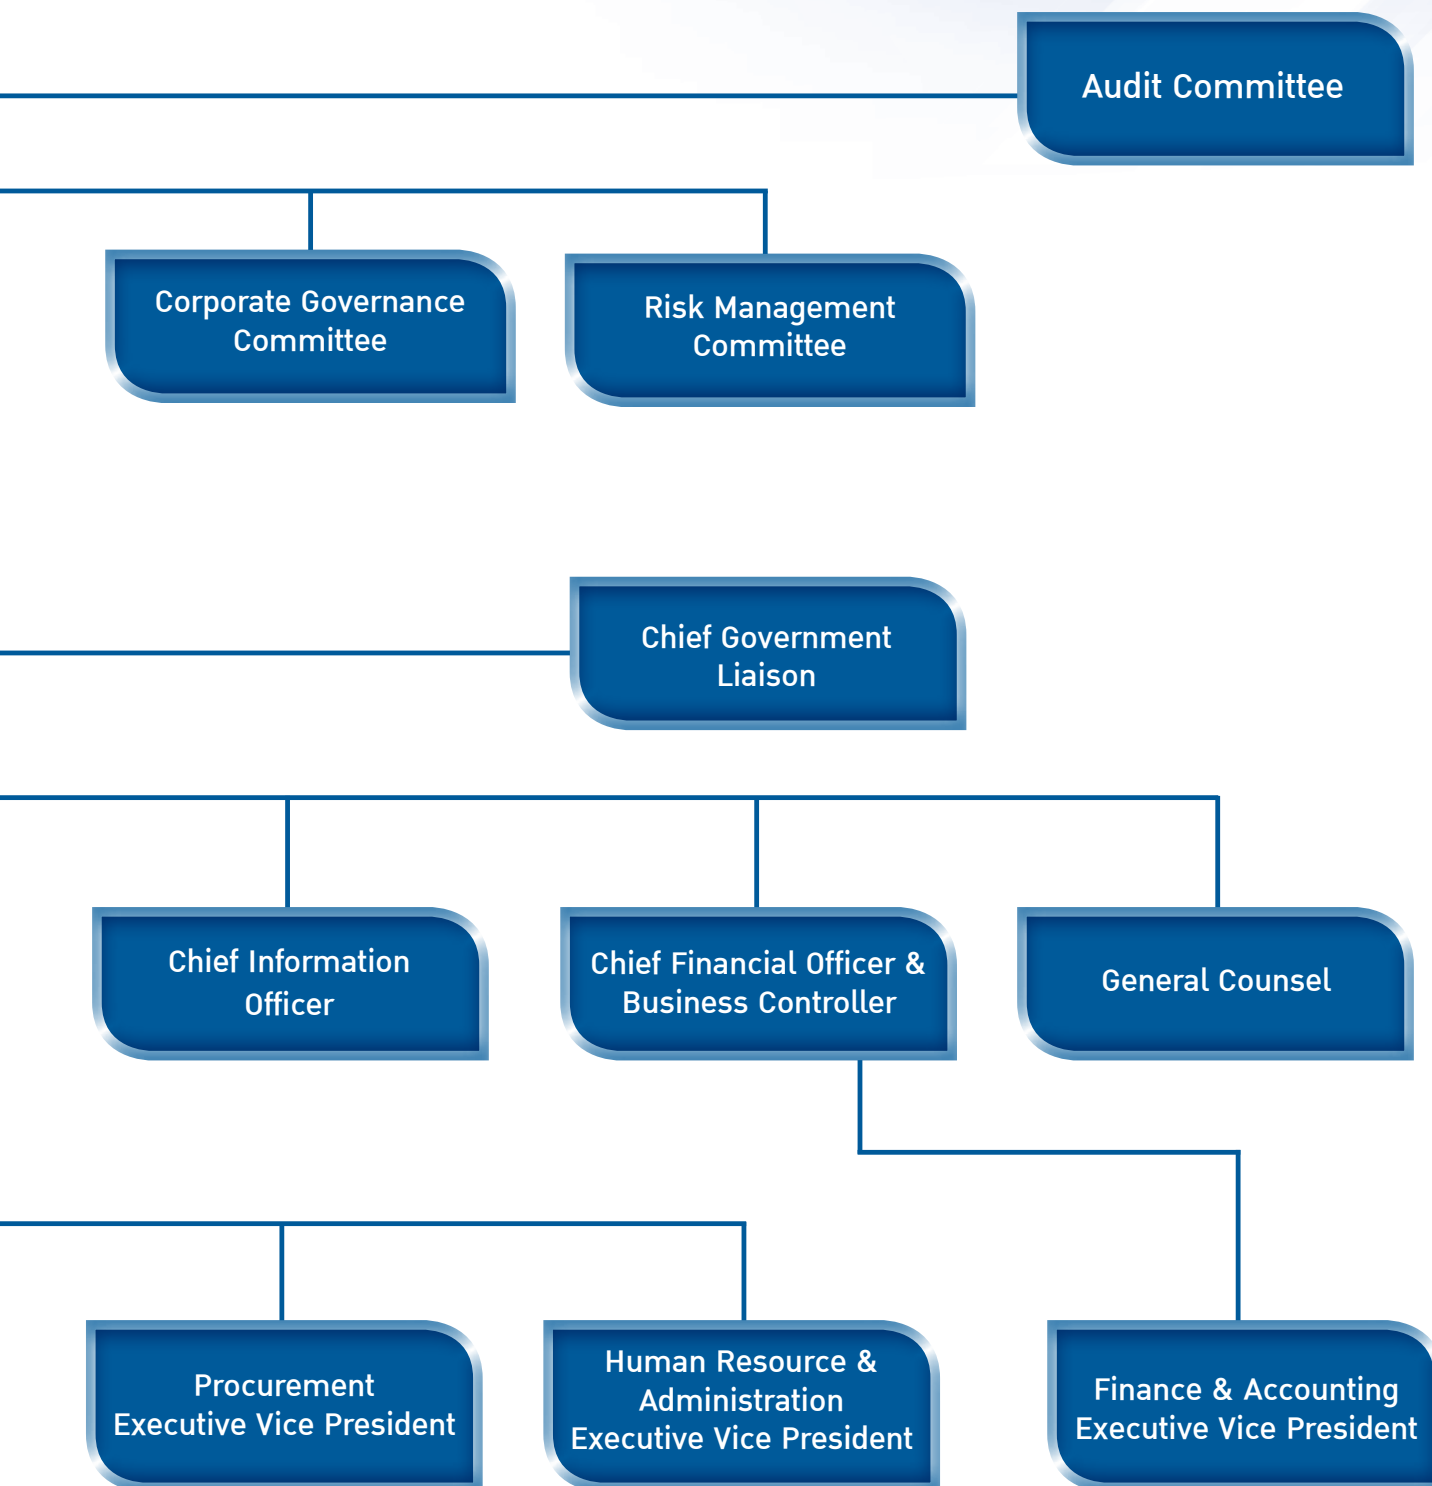 Audit Committee
Corporate Governance
Committee
Risk Management
Committee
Chief Government
Liaison
Chief Information
Officer
Chief Financial Officer &
Business Controller
General Counsel
Procurement
Executive Vice President
Human Resource &
Administration
Executive Vice President
Finance & Accounting
Executive Vice President